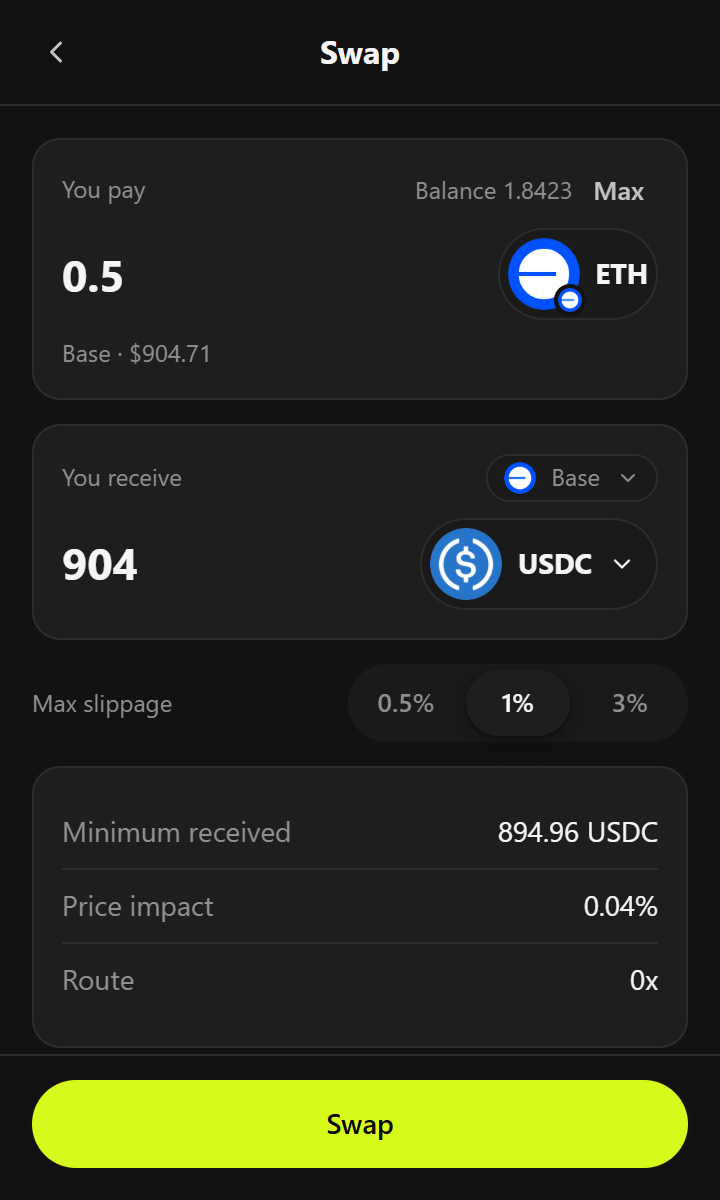 Swap
You pay
Balance 1.8423 Max
0.5
ETH
Base · $904.71
You receive
Base
904
USDC
Max slippage
0.5% 1% 3%
Minimum received 894.96 USDC
Price impact 0.04%
Route 0x
Swap